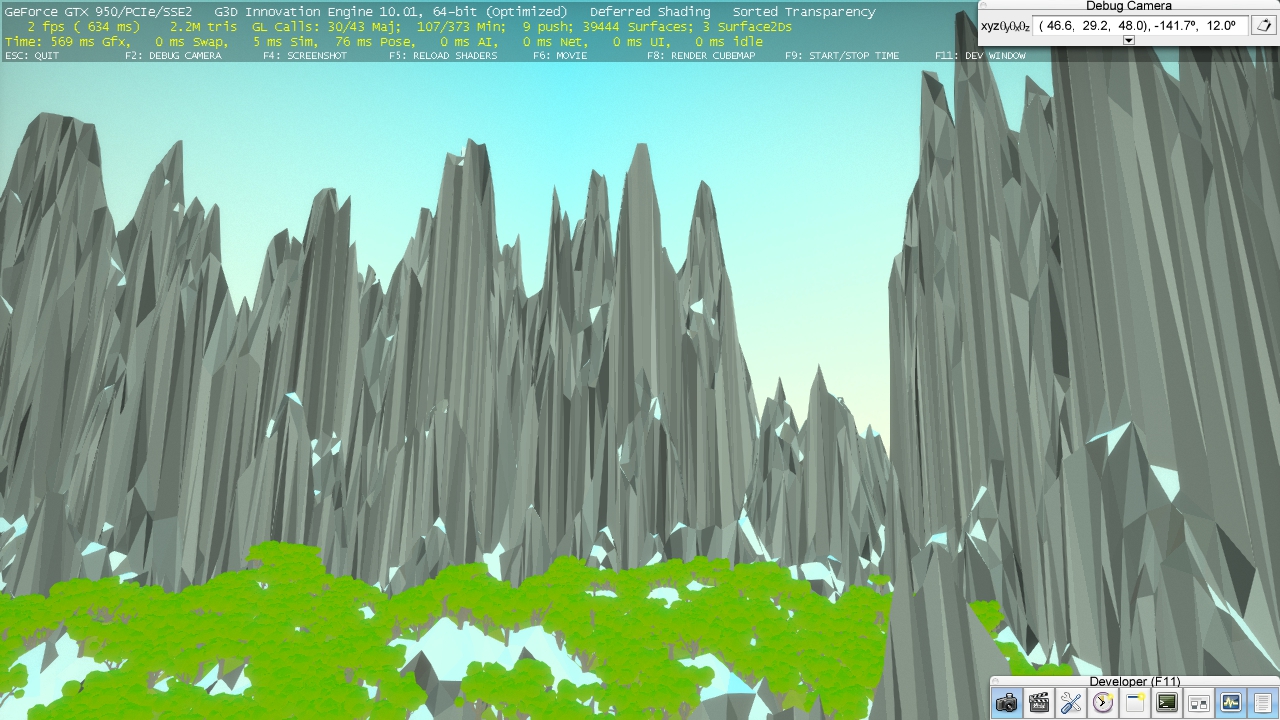 GeForce GTX 950/PCIe/SSE2   G3D Innovation Engine 10.01, 64-bit (Optimized)   Deferred Shading   Sorted Transparency
2 fps ( 634 ms)    2.2M tris  GL Calls: 30/43 Maj;  107/373 Min;  9 push; 39444 Surfaces; 3 Surface2Ds
Time: 569 ms Gfx,   0 ms Swap,   5 ms Sim,  76 ms Pose,   0 ms AI,   0 ms Net,   0 ms UI,   0 ms idle
ESC: QUIT   F2: DEBUG CAMERA   F4: SCREENSHOT   F5: RELOAD SHADERS   F6: MOVIE   F8: RENDER CUBEMAP   F9: START/STOP TIME   F11: DEV WINDOW
Debug Camera
( 46.6,  29.2,  48.0), -141.7º,  12.0º
Developer (F11)